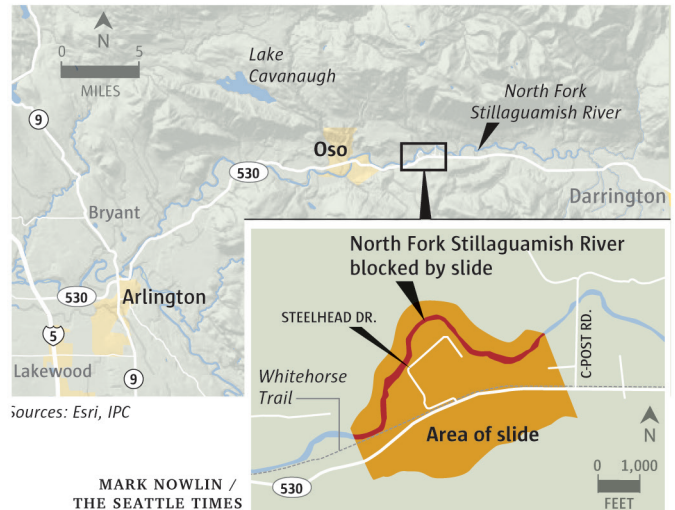 N
0 5
MILES
Lake
Cavanaugh
North Fork
Stillaguamish River
9
Oso
530
Darrington
Bryant
530
Arlington
5
Lakewood
9
Sources: Esri, IPC
North Fork Stillaguamish River
blocked by slide
STEELHEAD DR.
C-POST RD.
Whitehorse
Trail
Area of slide
N
530
0 1,000
FEET
MARK NOWLIN /
THE SEATTLE TIMES